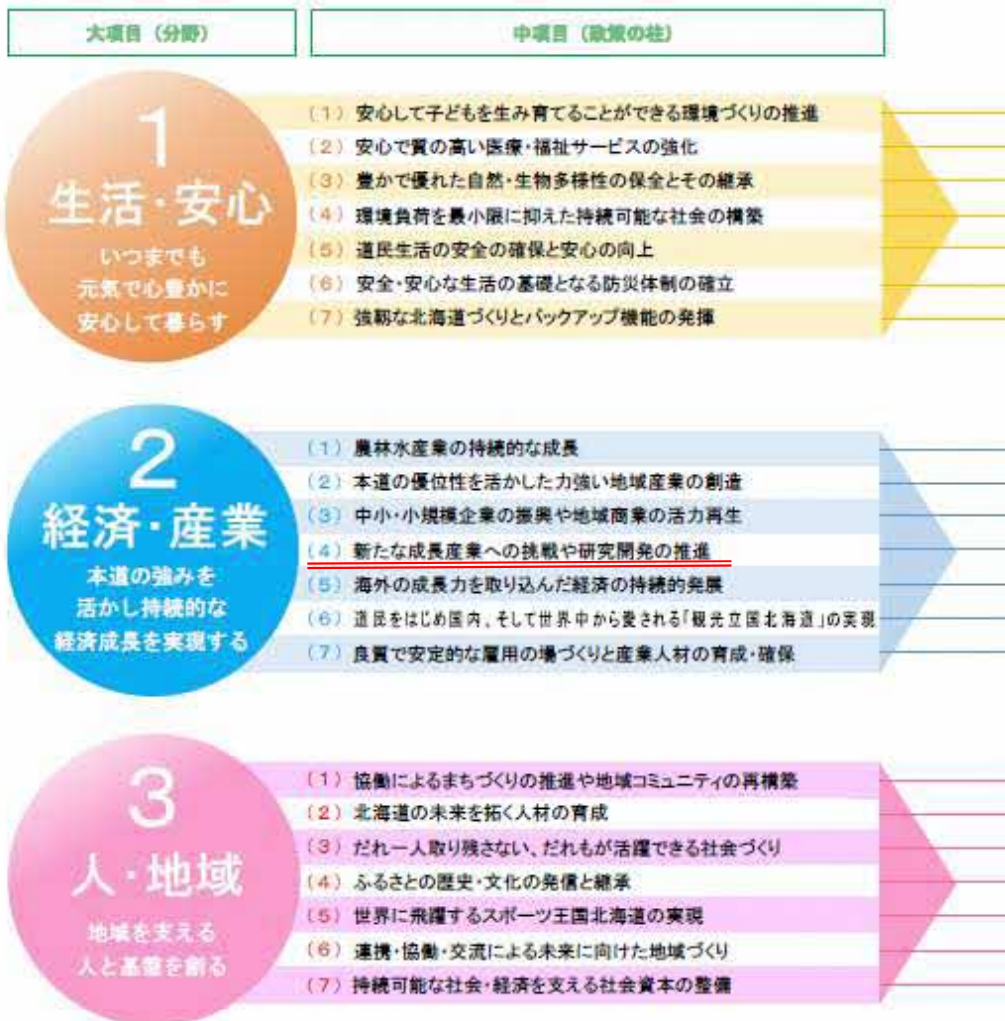 大項目（分野）
中項目（政策の柱）
1
生活・安心
いつまでも
元気で心豊かに
安心して暮らす
（1）安心して子どもを生み育てることができる環境づくりの推進
（2）安心で質の高い医療・福祉サービスの強化
（3）豊かで優れた自然・生物多様性の保全とその継承
（4）環境負荷を最小限に抑えた持続可能な社会の構築
（5）道民生活の安全の確保と安心の向上
（6）安全・安心な生活の基礎となる防災体制の確立
（7）強靱な北海道づくりとバックアップ機能の発揮
2
経済・産業
本道の強みを
活かし持続的な
経済成長を実現する
（1）農林水産業の持続的な成長
（2）本道の優位性を活かした力強い地域産業の創造
（3）中小・小規模企業の振興や地域商業の活力再生
（4）新たな成長産業への挑戦や研究開発の推進
（5）海外の成長力を取り込んだ経済の持続的発展
（6）道民をはじめ国内、そして世界中から愛される「観光立国北海道」の実現
（7）良質で安定的な雇用の場づくりと産業人材の育成・確保
3
人・地域
地域を支える
人と基盤を創る
（1）協働によるまちづくりの推進や地域コミュニティの再構築
（2）北海道の未来を拓く人材の育成
（3）だれ一人取り残さない、だれもが活躍できる社会づくり
（4）ふるさとの歴史・文化の発信と継承
（5）世界に飛躍するスポーツ王国北海道の実現
（6）連携・協働・交流による未来に向けた地域づくり
（7）持続可能な社会・経済を支える社会資本の整備